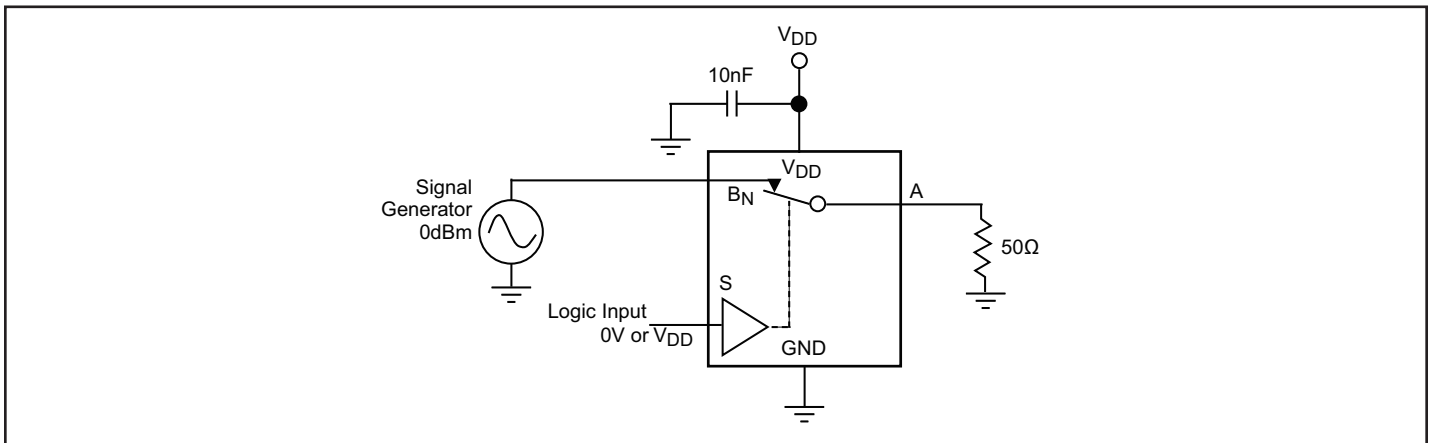 VDD
10nF
VDD
Signal
Generator
0dBm
BN
A
50Ω
S
Logic Input
0V or VDD
GND